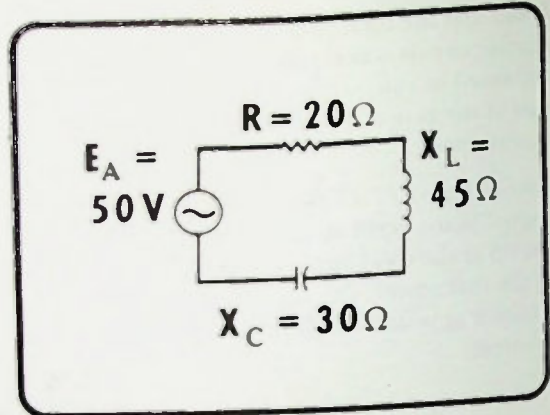 R = 20Ω
E_A =
50 V
X_L =
45Ω
X_C = 30Ω